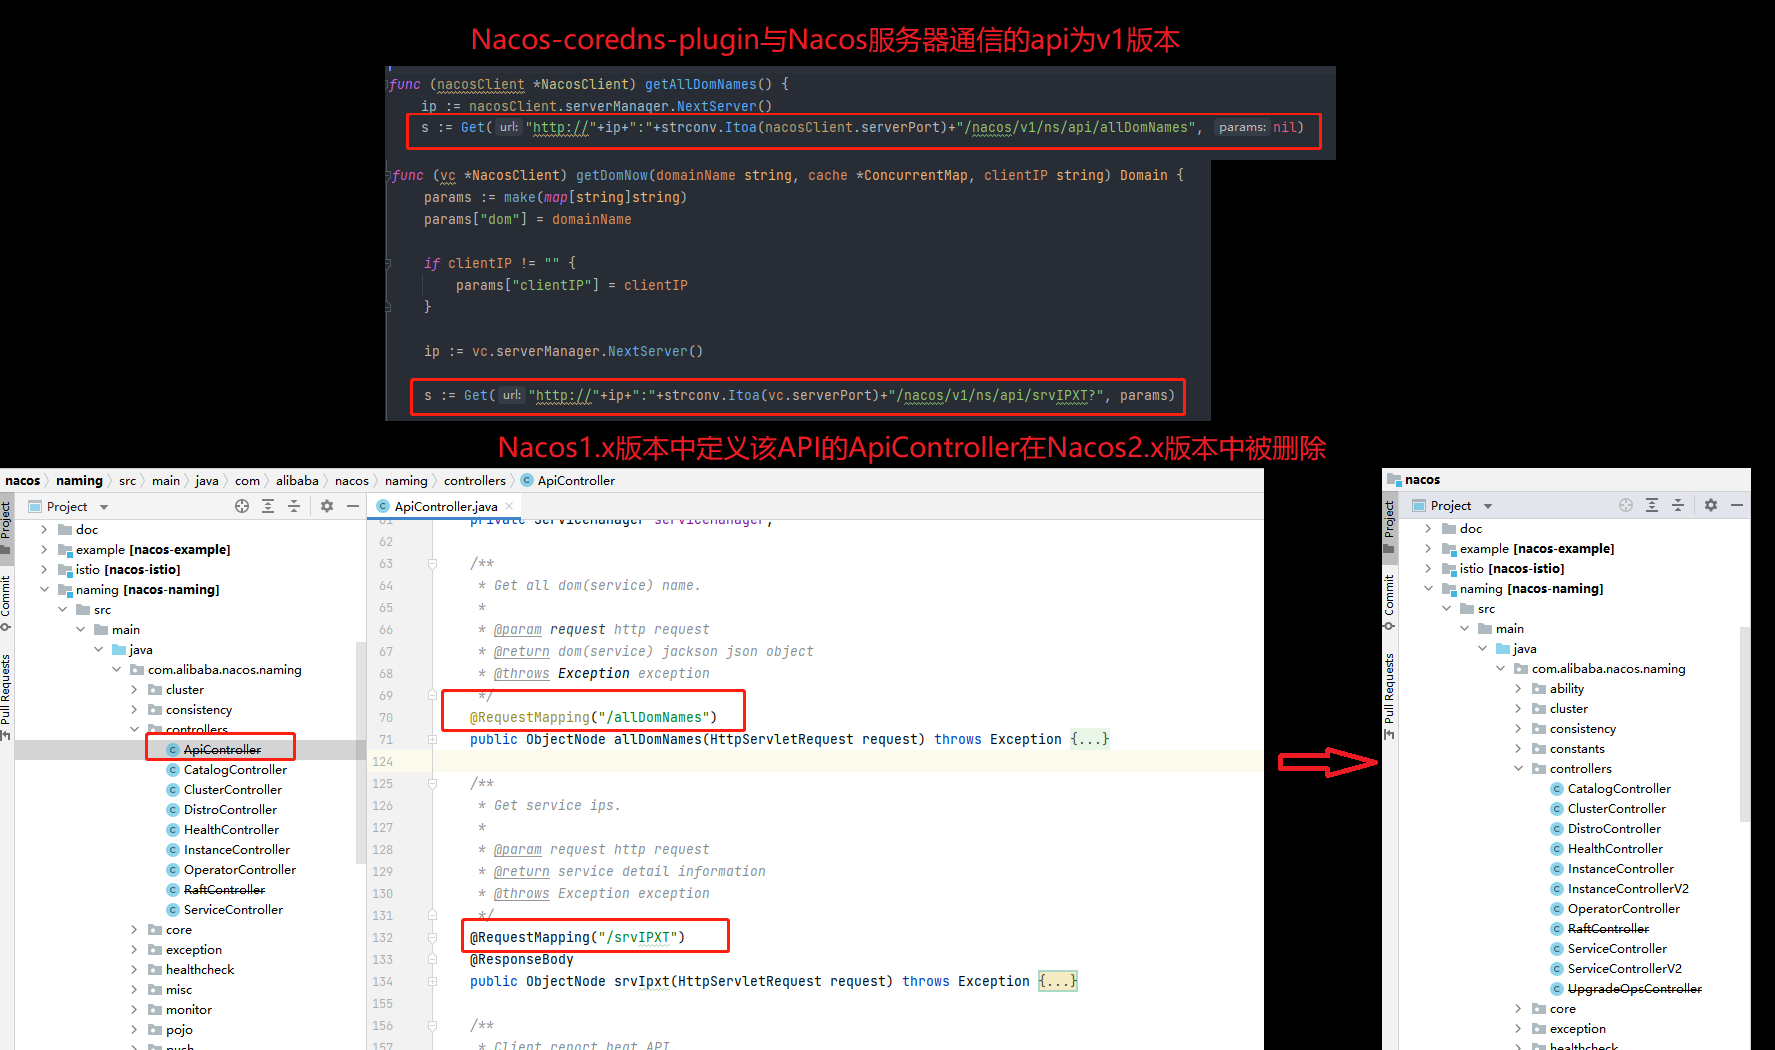 Nacos-coredns-plugin与Nacos服务器通信的api为v1版本
func (nacosClient *NacosClient) getAllDomNames() {
ip := nacosClient.serverManager.NextServer()
s := Get( url: "http://"+ip+":"+strconv.Itoa(nacosClient.serverPort)+"/nacos/v1/ns/api/allDomNames", params: nil)
func (vc *NacosClient) getDomNow(domainName string, cache *ConcurrentMap, clientIP string) Domain {
params := make(map[string]string)
params["dom"] = domainName
if clientIP != "" {
params["clientIP"] = clientIP
}
ip := vc.serverManager.NextServer()
s := Get( url: "http://"+ip+":"+strconv.Itoa(vc.serverPort)+"/nacos/v1/ns/api/srvIPXT?", params)
Nacos1.x版本中定义该API的ApiController在Nacos2.x版本中被删除
nacos naming src main java com alibaba nacos naming controllers ApiController
Project
Commit
Pull Requests
Project
doc
example [nacos-example]
istio [nacos-istio]
naming [nacos-naming]
src
main
java
com.alibaba.nacos.naming
cluster
consistency
controllers
ApiController
CatalogController
ClusterController
DistroController
HealthController
InstanceController
OperatorController
RaftController
ServiceController
core
exception
healthcheck
misc
monitor
pojo
push
ApiController.java
61 private ServiceManager serviceManager;
62
63 /**
64 * Get all dom(service) name.
65 *
66 * @param request http request
67 * @return dom(service) jackson json object
68 * @throws Exception exception
69 */
70 @RequestMapping("/allDomNames")
71 public ObjectNode allDomNames(HttpServletRequest request) throws Exception {...}
124
125 /**
126 * Get service ips.
127 *
128 * @param request http request
129 * @return service detail information
130 * @throws Exception exception
131 */
132 @RequestMapping("/srvIPXT")
133 @ResponseBody
134 public ObjectNode srvIpxt(HttpServletRequest request) throws Exception {...}
155
156 /**
157 * Client report beat API.
nacos
Project
Commit
Pull Requests
Project
doc
example [nacos-example]
istio [nacos-istio]
naming [nacos-naming]
src
main
java
com.alibaba.nacos.naming
ability
cluster
consistency
constants
controllers
CatalogController
ClusterController
DistroController
HealthController
InstanceController
InstanceControllerV2
OperatorController
RaftController
ServiceController
ServiceControllerV2
UpgradeOpsController
core
exception
healthcheck